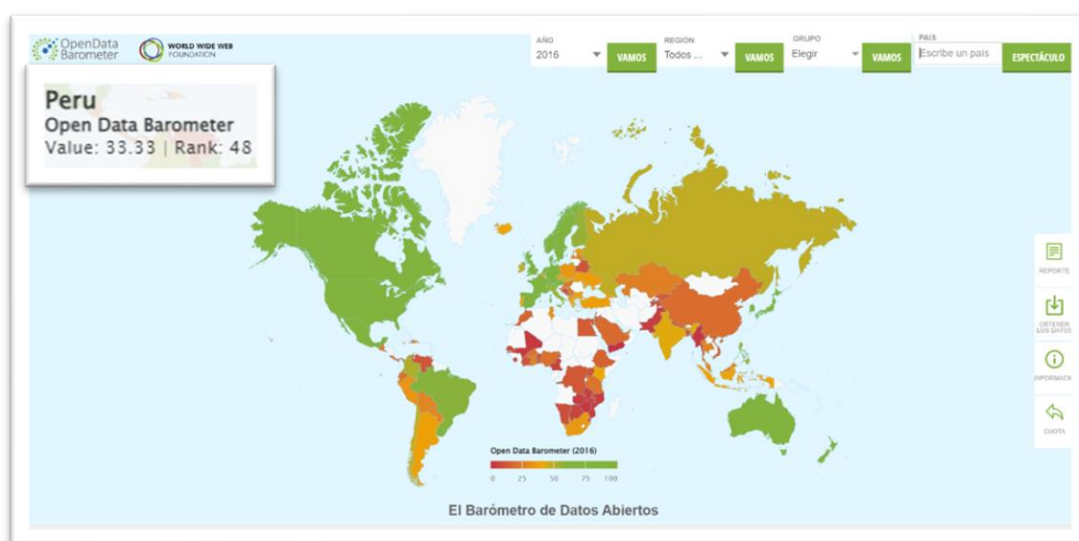 OpenData
Barometer
WORLD WIDE WEB
FOUNDATION
AÑO
2016
VAMOS
REGIÓN
Todos ...
VAMOS
GRUPO
Elegir
VAMOS
PAÍS
Escribe un país
ESPECTÁCULO
Peru
Open Data Barometer
Value: 33.33 | Rank: 48
REPORTE
OBTENER
LOS DATOS
INFORMACIÓ
CUOTA
Open Data Barometer (2016)
0 25 50 75 100
El Barómetro de Datos Abiertos